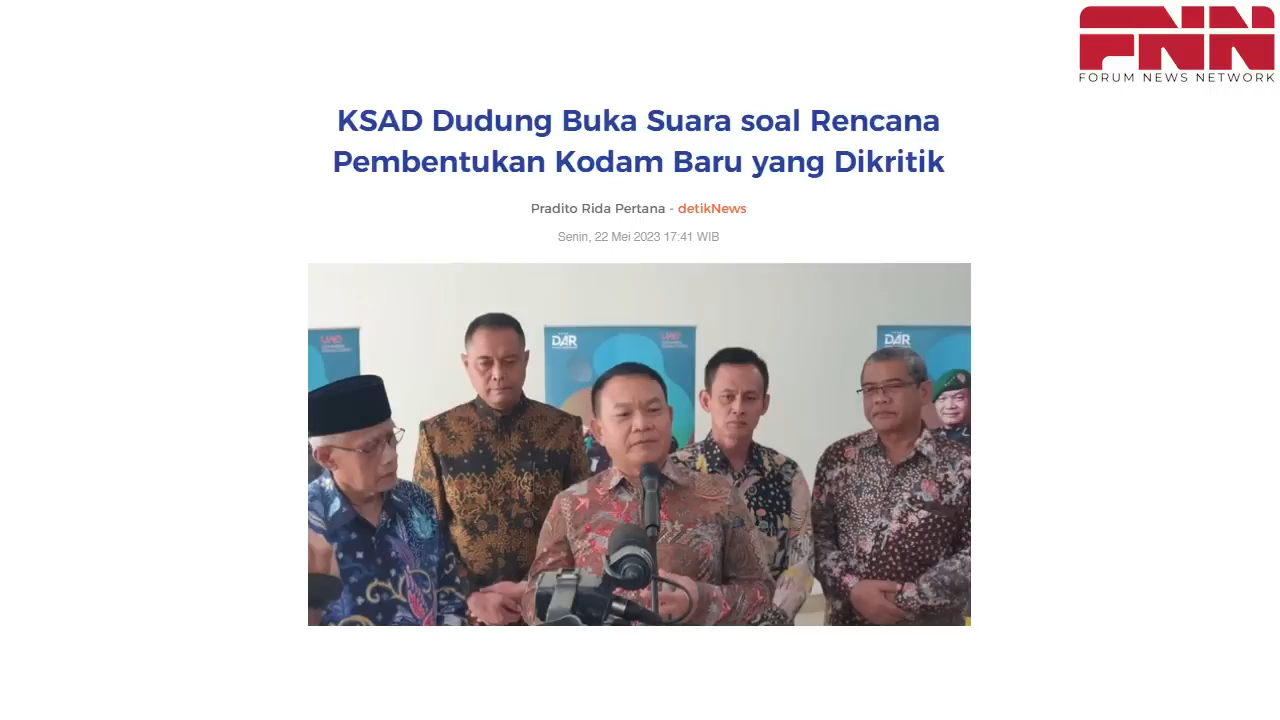 FNN
FORUM NEWS NETWORK
KSAD Dudung Buka Suara soal Rencana
Pembentukan Kodam Baru yang Dikritik
Pradito Rida Pertana - detikNews
Senin, 22 Mei 2023 17:41 WIB
DAR
UAD
DAR